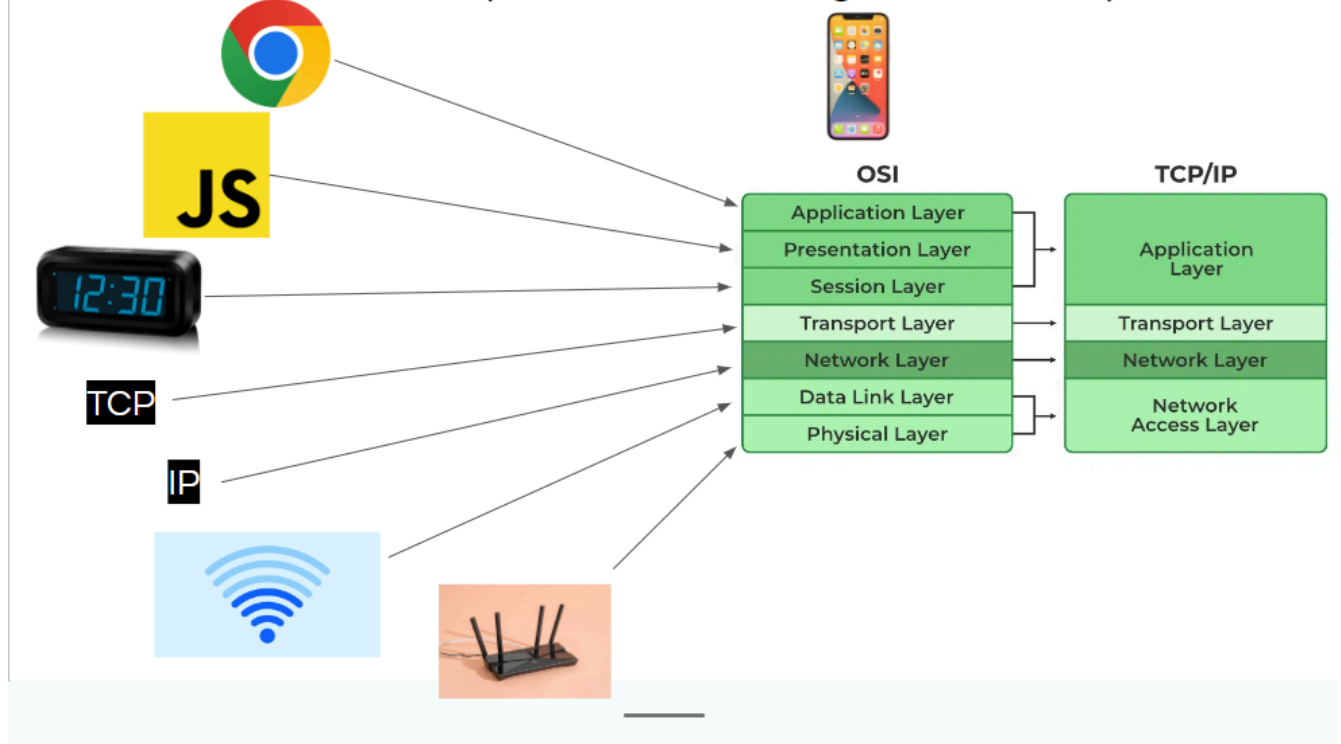 JS
12:30
TCP
IP
OSI
Application Layer
Presentation Layer
Session Layer
Transport Layer
Network Layer
Data Link Layer
Physical Layer
TCP/IP
Application
Layer
Transport Layer
Network Layer
Network
Access Layer